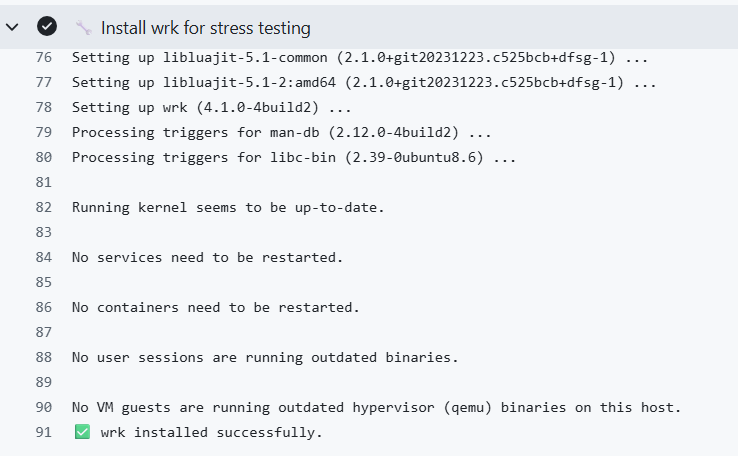 Install wrk for stress testing
76 Setting up libluajit-5.1-common (2.1.0+git20231223.c525bcb+dfsg-1) ...
77 Setting up libluajit-5.1-2:amd64 (2.1.0+git20231223.c525bcb+dfsg-1) ...
78 Setting up wrk (4.1.0-4build2) ...
79 Processing triggers for man-db (2.12.0-4build2) ...
80 Processing triggers for libc-bin (2.39-0ubuntu8.6) ...
81
82 Running kernel seems to be up-to-date.
83
84 No services need to be restarted.
85
86 No containers need to be restarted.
87
88 No user sessions are running outdated binaries.
89
90 No VM guests are running outdated hypervisor (qemu) binaries on this host.
91 ✅ wrk installed successfully.